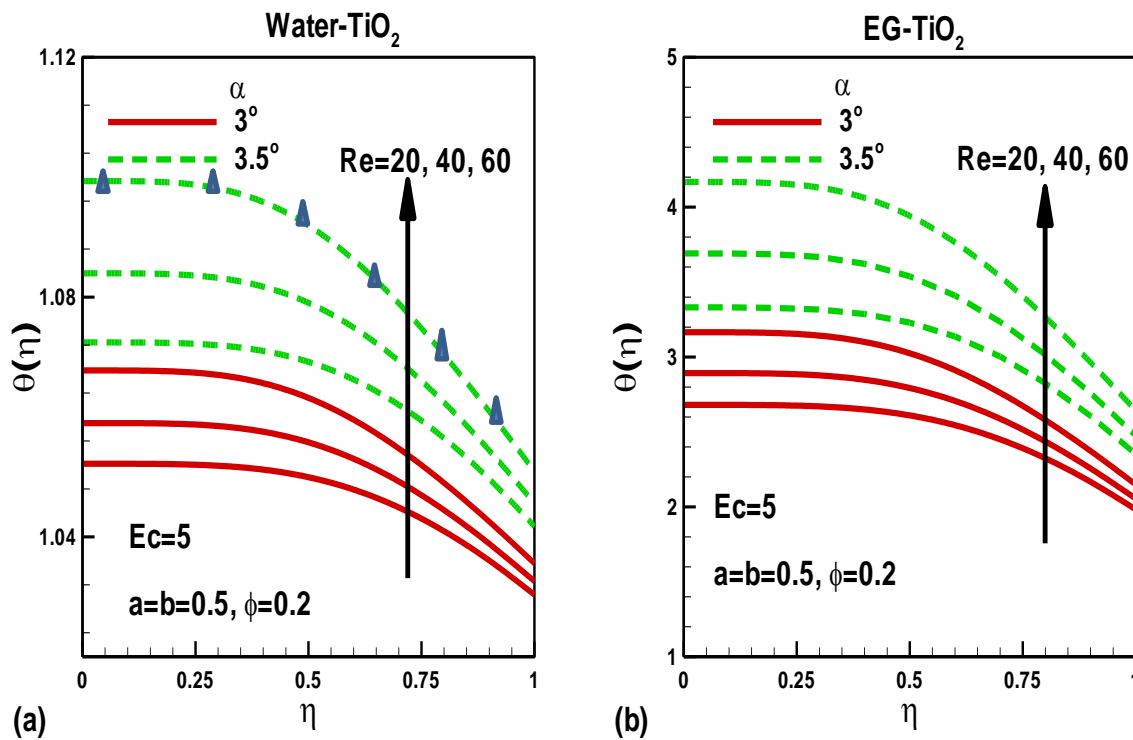 Water-TiO2
1.12
α
3°
3.5°
Re=20, 40, 60
1.08
θ(η)
1.04
Ec=5
a=b=0.5, ϕ=0.2
0 0.25 0.5 0.75 1
η
(a)
EG-TiO2
5
α
3°
3.5°
Re=20, 40, 60
4
θ(η)
3
2
Ec=5
a=b=0.5, ϕ=0.2
1
0 0.25 0.5 0.75 1
η
(b)